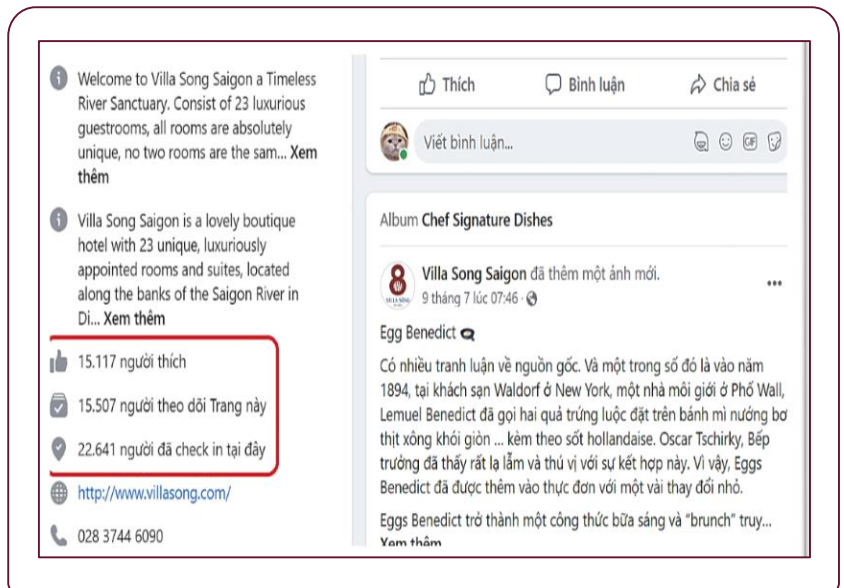 Welcome to Villa Song Saigon a Timeless
River Sanctuary. Consist of 23 luxurious
guestrooms, all rooms are absolutely
unique, no two rooms are the sam... Xem
thêm
Villa Song Saigon is a lovely boutique
hotel with 23 unique, luxuriously
appointed rooms and suites, located
along the banks of the Saigon River in
Di... Xem thêm
15.117 người thích
15.507 người theo dõi Trang này
22.641 người đã check in tại đây
http://www.villasong.com/
028 3744 6090
Thích
Bình luận
Chia sẻ
Viết bình luận...
GIF
Album Chef Signature Dishes
Villa Song Saigon đã thêm một ảnh mới.
9 tháng 7 lúc 07:46 ·
VILLA SÔNG
Egg Benedict
Có nhiều tranh luận về nguồn gốc. Và một trong số đó là vào năm
1894, tại khách sạn Waldorf ở New York, một nhà môi giới ở Phố Wall,
Lemuel Benedict đã gọi hai quả trứng luộc đặt trên bánh mì nướng bơ
thịt xông khói giòn ... kèm theo sốt hollandaise. Oscar Tschirky, Bếp
trưởng đã thấy rất lạ lẫm và thú vị với sự kết hợp này. Vì vậy, Eggs
Benedict đã được thêm vào thực đơn với một vài thay đổi nhỏ.
Eggs Benedict trở thành một công thức bữa sáng và "brunch" truy...
Xem thêm